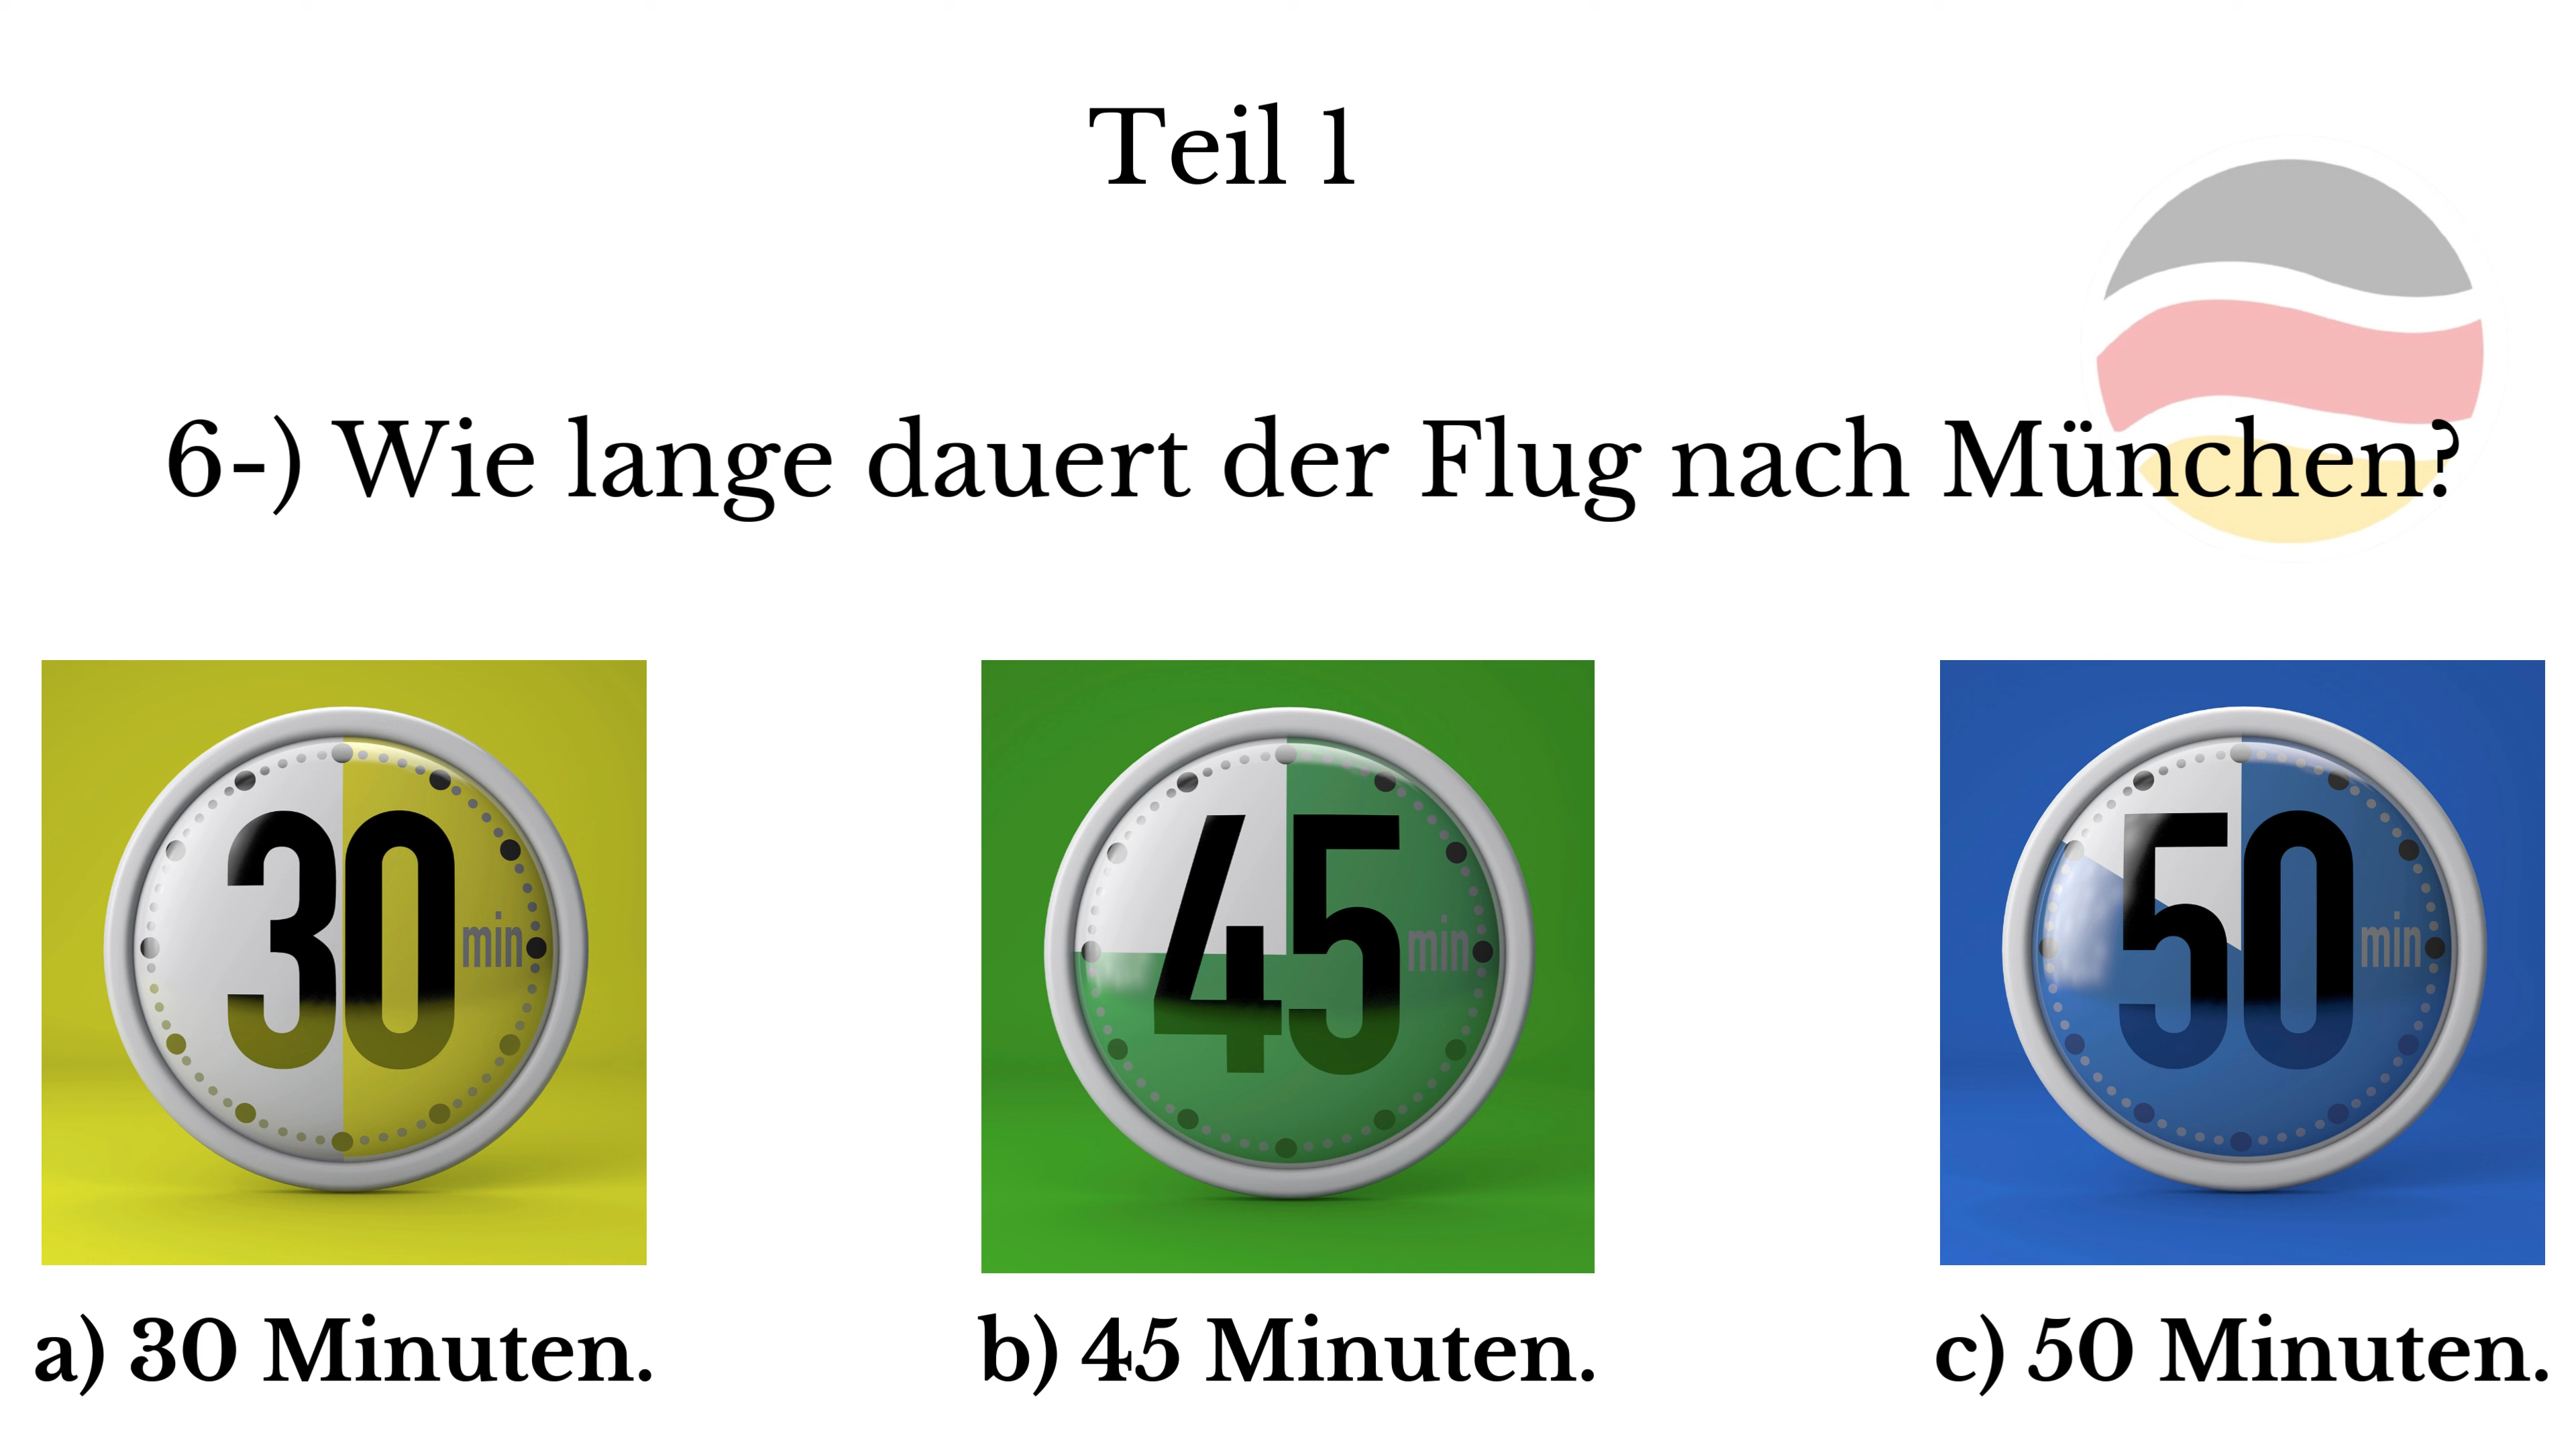 Teil 1
6-) Wie lange dauert der Flug nach München?
30 min
45 min
50 min
a) 30 Minuten.
b) 45 Minuten.
c) 50 Minuten.